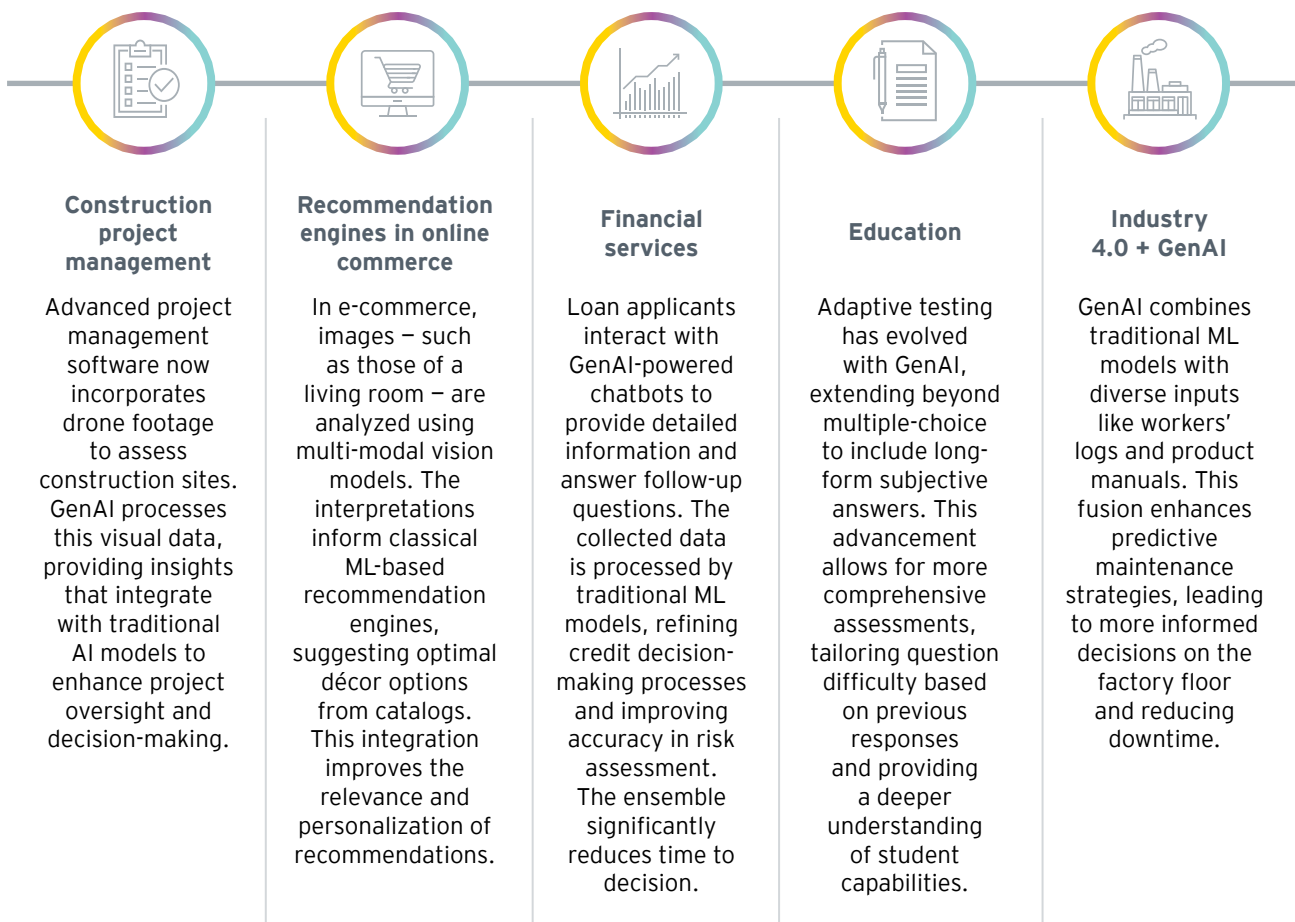 Construction
project
management
Advanced project
management
software now
incorporates
drone footage
to assess
construction sites.
GenAI processes
this visual data,
providing insights
that integrate
with traditional
AI models to
enhance project
oversight and
decision-making.
Recommendation
engines in online
commerce
In e-commerce,
images – such
as those of a
living room – are
analyzed using
multi-modal vision
models. The
interpretations
inform classical
ML-based
recommendation
engines,
suggesting optimal
décor options
from catalogs.
This integration
improves the
relevance and
personalization of
recommendations.
Financial
services
Loan applicants
interact with
GenAI-powered
chatbots to
provide detailed
information and
answer follow-up
questions. The
collected data
is processed by
traditional ML
models, refining
credit decision-
making processes
and improving
accuracy in risk
assessment.
The ensemble
significantly
reduces time to
decision.
Education
Adaptive testing
has evolved
with GenAI,
extending beyond
multiple-choice
to include long-
form subjective
answers. This
advancement
allows for more
comprehensive
assessments,
tailoring question
difficulty based
on previous
responses
and providing
a deeper
understanding
of student
capabilities.
Industry
4.0 + GenAI
GenAI combines
traditional ML
models with
diverse inputs
like workers’
logs and product
manuals. This
fusion enhances
predictive
maintenance
strategies, leading
to more informed
decisions on the
factory floor
and reducing
downtime.